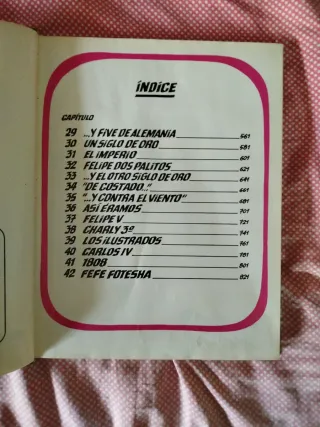 ÍNDICE
CAPÍTULO
29 ...Y FIVE DE ALEMANIA 561
30 UN SIGLO DE ORO 581
31 EL IMPERIO 601
32 FELIPE DOS PALITOS 621
33 ...Y EL OTRO SIGLO DE ORO 641
34 "DE COSTADO.." 661
35 "...Y CONTRA EL VIENTO" 681
36 ASÍ ÉRAMOS 701
37 FELIPE V 721
38 CHARLY 3º 741
39 LOS ILUSTRADOS 761
40 CARLOS IV 781
41 1808 801
42 FEFE FOTESHA 821